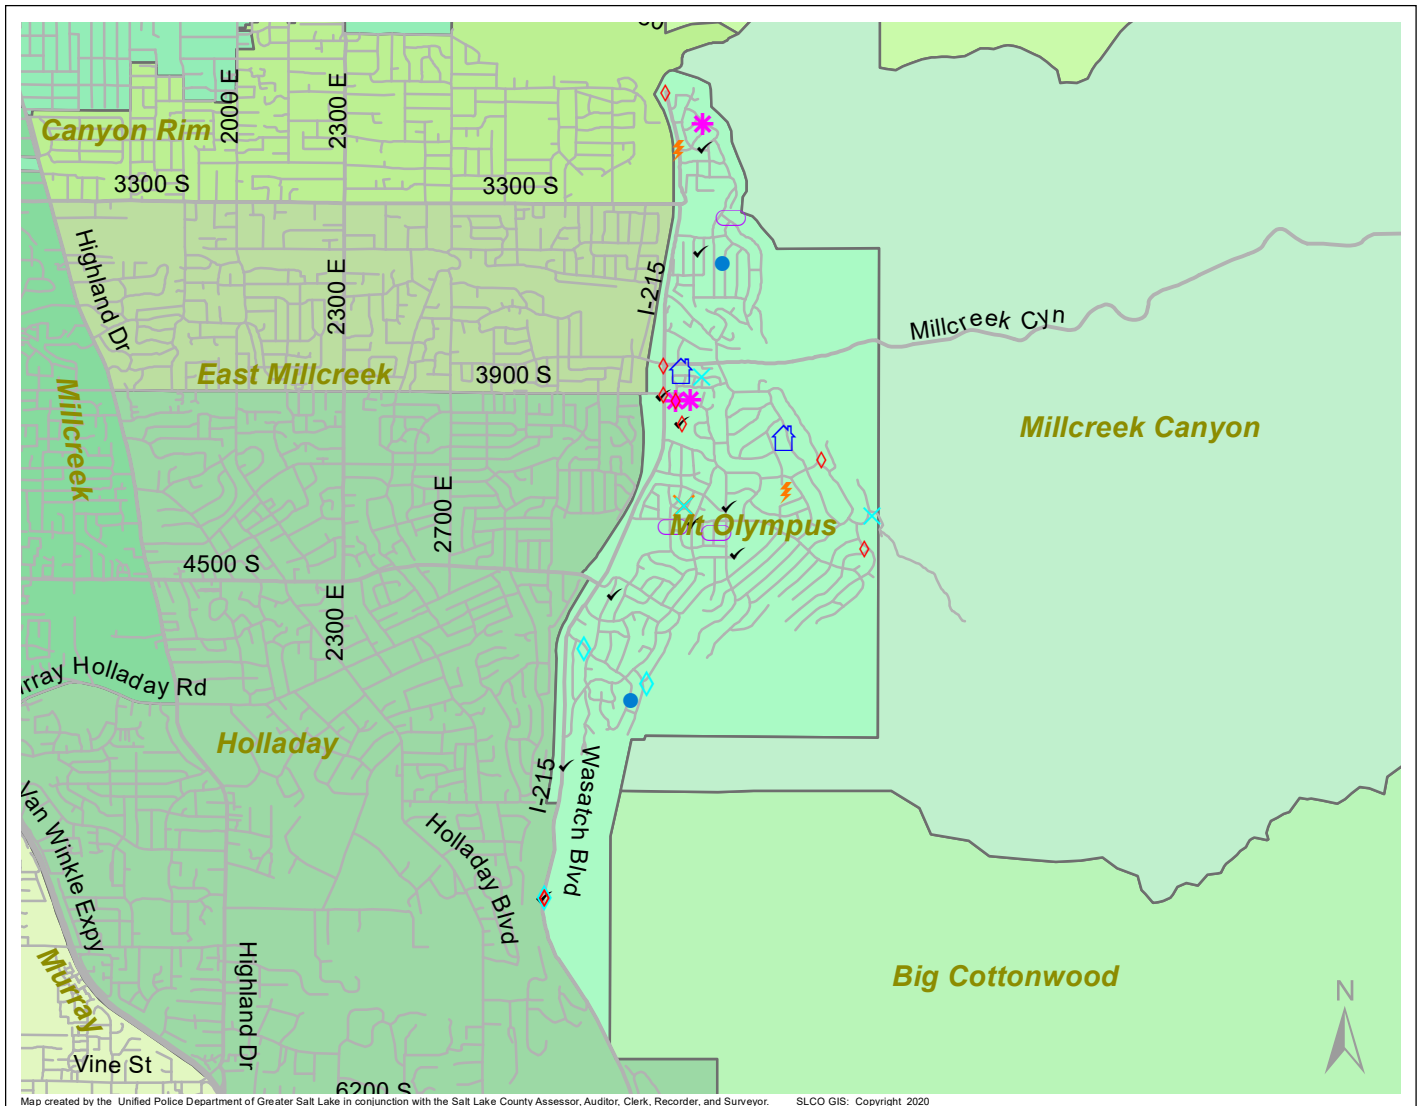 2000 E
2300 E
Canyon Rim
3300 S
3300 S
Highland Dr
2300 E
I-215
Millcreek Cyn
East Millcreek
3900 S
Millcreek
Millcreek Canyon
2700 E
Mt Olympus
4500 S
2300 E
rray Holladay Rd
Holladay
I-215
Wasatch Blvd
Van Winkle Expy
Holladay Blvd
Highland Dr
Murray
Big Cottonwood
N
Vine St
6200 S
Map created by the Unified Police Department of Greater Salt Lake in conjunction with the Salt Lake County Assessor, Auditor, Clerk, Recorder, and Surveyor. SLCO GIS: Copyright 2020